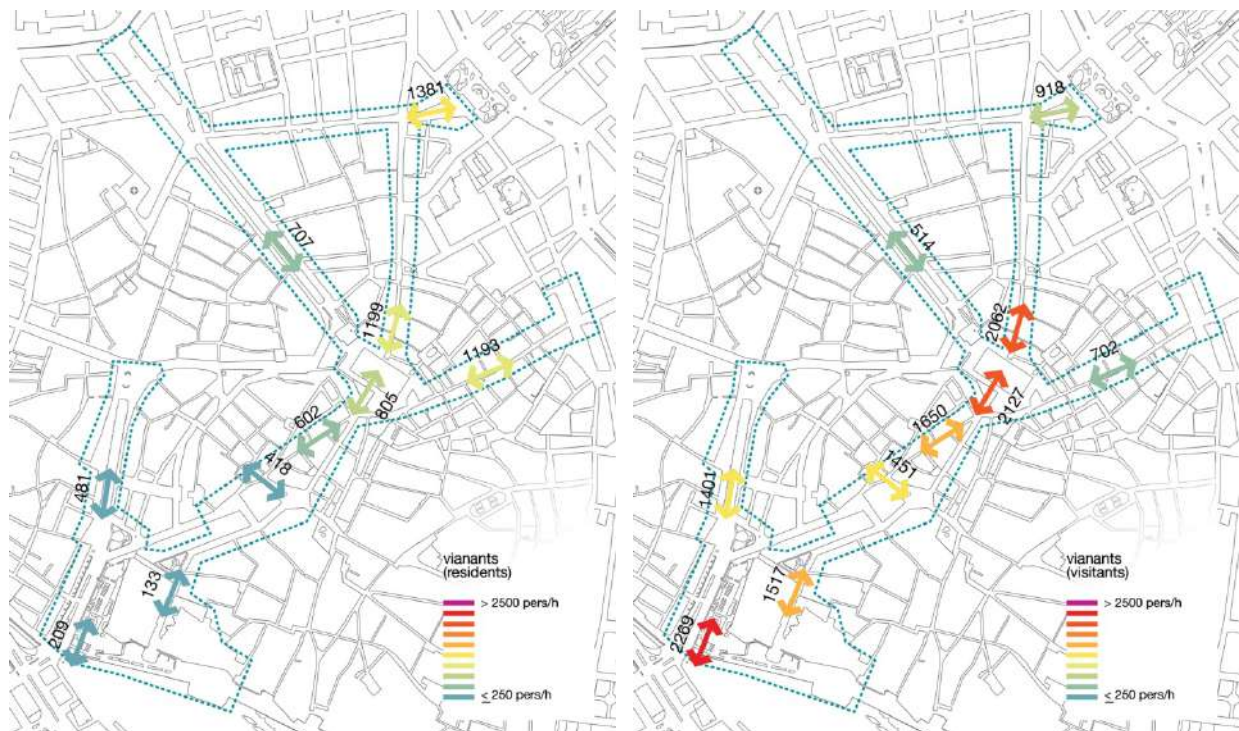 1381
707
1199
1193
805
602
418
481
133
209
vianants
(residents)
> 2500 pers/h
≤ 250 pers/h
918
514
2062
702
2127
1650
1451
1401
1517
2269
vianants
(visitants)
> 2500 pers/h
≤ 250 pers/h